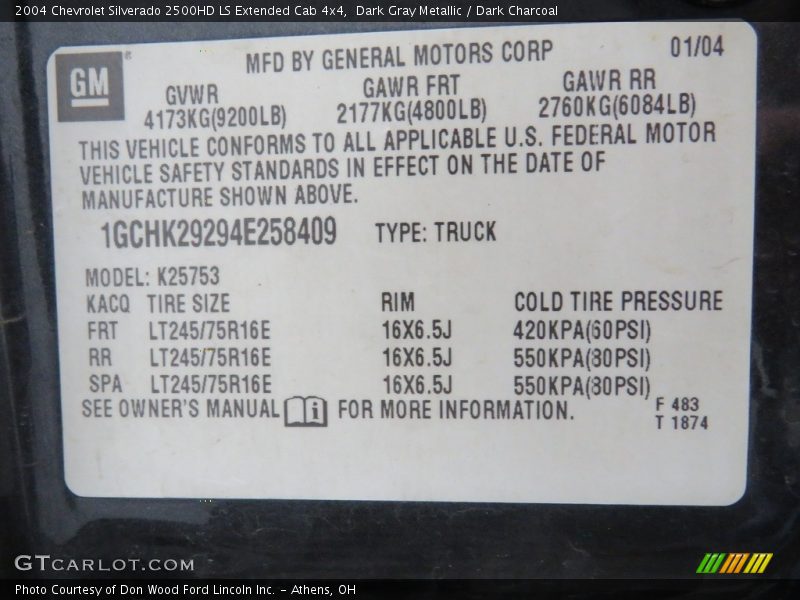 2004 Chevrolet Silverado 2500HD LS Extended Cab 4x4,  Dark Gray Metallic / Dark Charcoal
GM®
MFD BY GENERAL MOTORS CORP 01/04
GVWR GAWR FRT GAWR RR
4173KG(9200LB) 2177KG(4800LB) 2760KG(6084LB)
THIS VEHICLE CONFORMS TO ALL APPLICABLE U.S. FEDERAL MOTOR
VEHICLE SAFETY STANDARDS IN EFFECT ON THE DATE OF
MANUFACTURE SHOWN ABOVE.
1GCHK29294E258409 TYPE: TRUCK
MODEL: K25753
KACQ TIRE SIZE RIM COLD TIRE PRESSURE
FRT LT245/75R16E 16X6.5J 420KPA(60PSI)
RR LT245/75R16E 16X6.5J 550KPA(80PSI)
SPA LT245/75R16E 16X6.5J 550KPA(80PSI)
SEE OWNER'S MANUAL i FOR MORE INFORMATION.
F 483
T 1874
GTCARLOT.COM
Photo Courtesy of Don Wood Ford Lincoln Inc. - Athens, OH